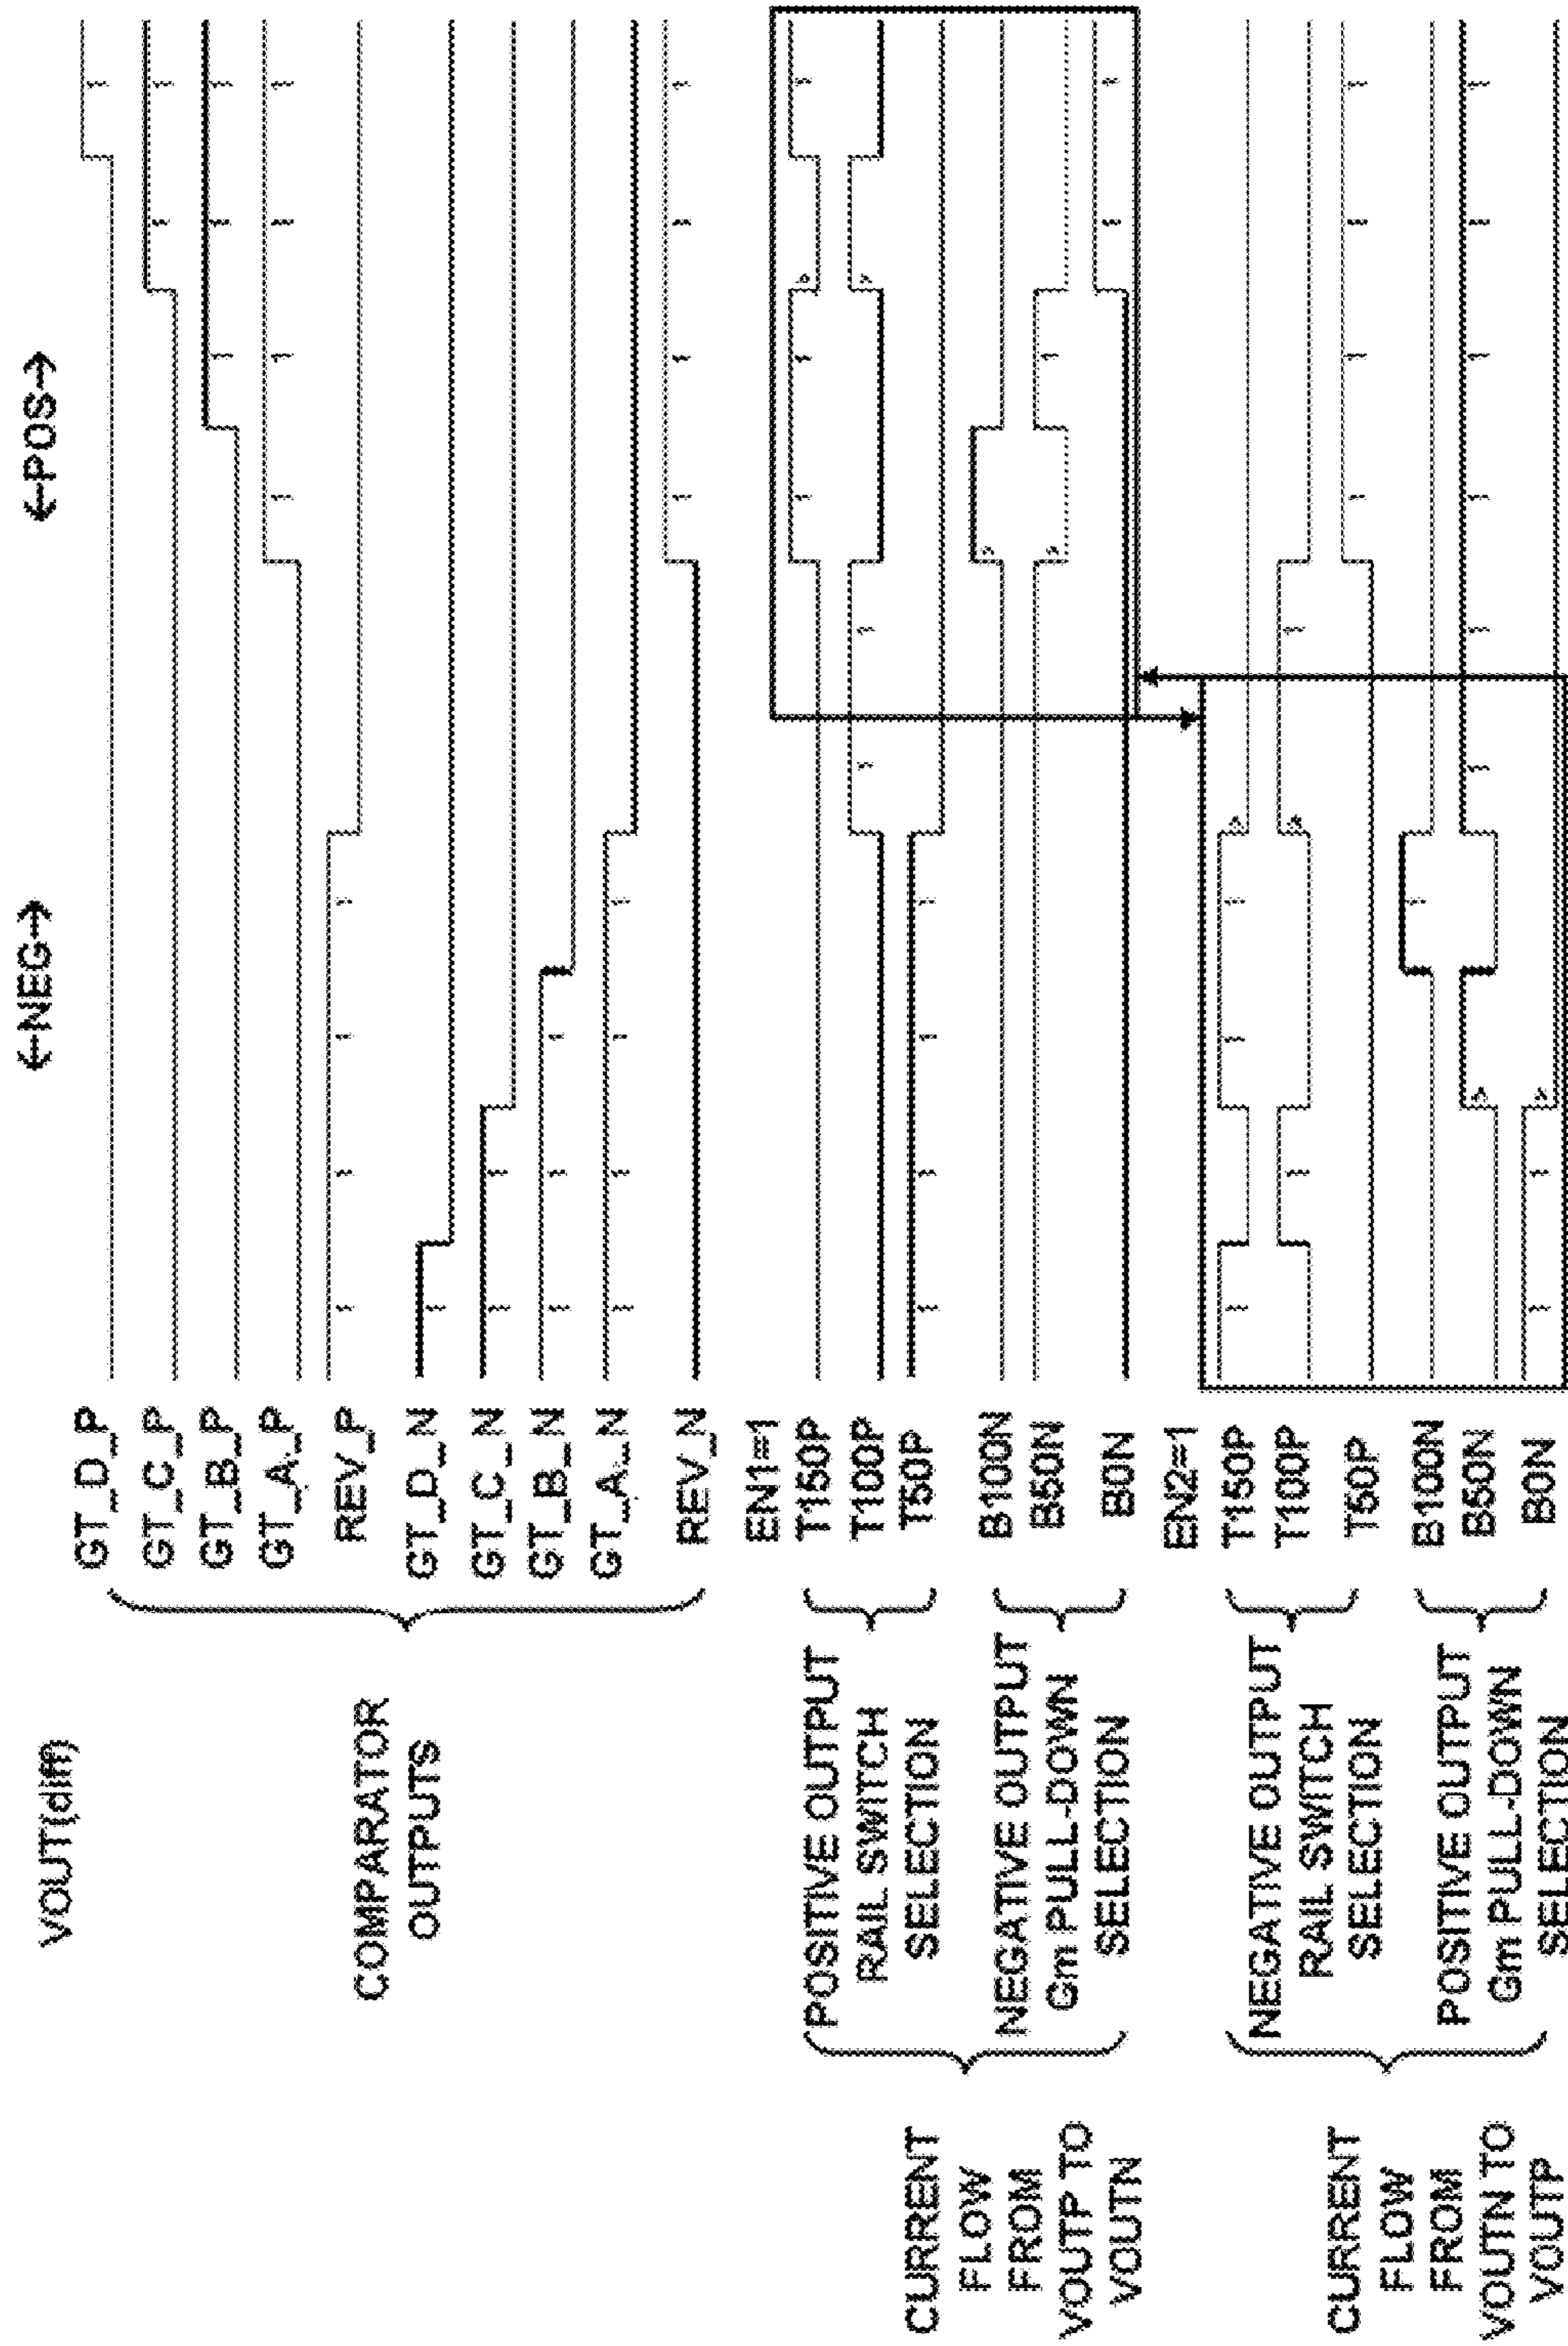 VOUT(diff)
←NEG→
←POS→
COMPARATOR
OUTPUTS
GT_D_P
GT_C_P
GT_B_P
GT_A_P
REV_P
GT_D_N
GT_C_N
GT_B_N
GT_A_N
REV_N
CURRENT
FLOW
FROM
VOUTP TO
VOUTN
POSITIVE OUTPUT
RAIL SWITCH
SELECTION
NEGATIVE OUTPUT
Gm PULL-DOWN
SELECTION
EN1=1
T150P
T100P
T50P
B100N
B50N
B0N
CURRENT
FLOW
FROM
VOUTN TO
VOUTP
NEGATIVE OUTPUT
RAIL SWITCH
SELECTION
POSITIVE OUTPUT
Gm PULL-DOWN
SELECTION
EN2=1
T150P
T100P
T50P
B100N
B50N
B0N